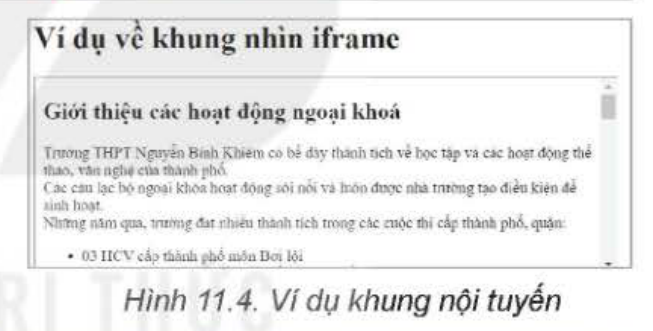 Ví dụ về khung nhìn iframe
Giới thiệu các hoạt động ngoại khoá
Trường THPT Nguyễn Bỉnh Khiêm có bề dày thành tích về học tập và các hoạt động thể
thao, văn nghệ của thành phố.
Các câu lạc bộ ngoại khóa hoạt động sôi nổi và luôn được nhà trường tạo điều kiện để
sinh hoạt.
Những năm qua, trường đạt nhiều thành tích trong các cuộc thi cấp thành phố, quận:
• 03 HCV cấp thành phố môn Bơi lội
RI THỨC
Hình 11.4. Ví dụ khung nội tuyến